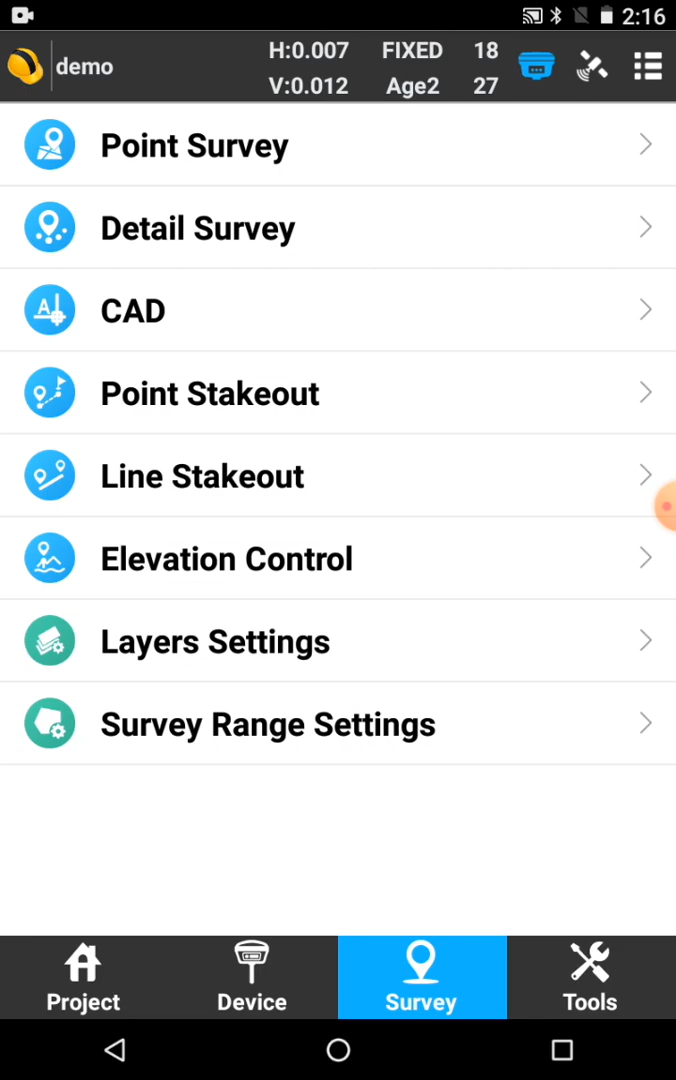 2:16
demo
H:0.007 FIXED 18
V:0.012 Age2 27
Point Survey
Detail Survey
CAD
Point Stakeout
Line Stakeout
Elevation Control
Layers Settings
Survey Range Settings
Project Device Survey Tools